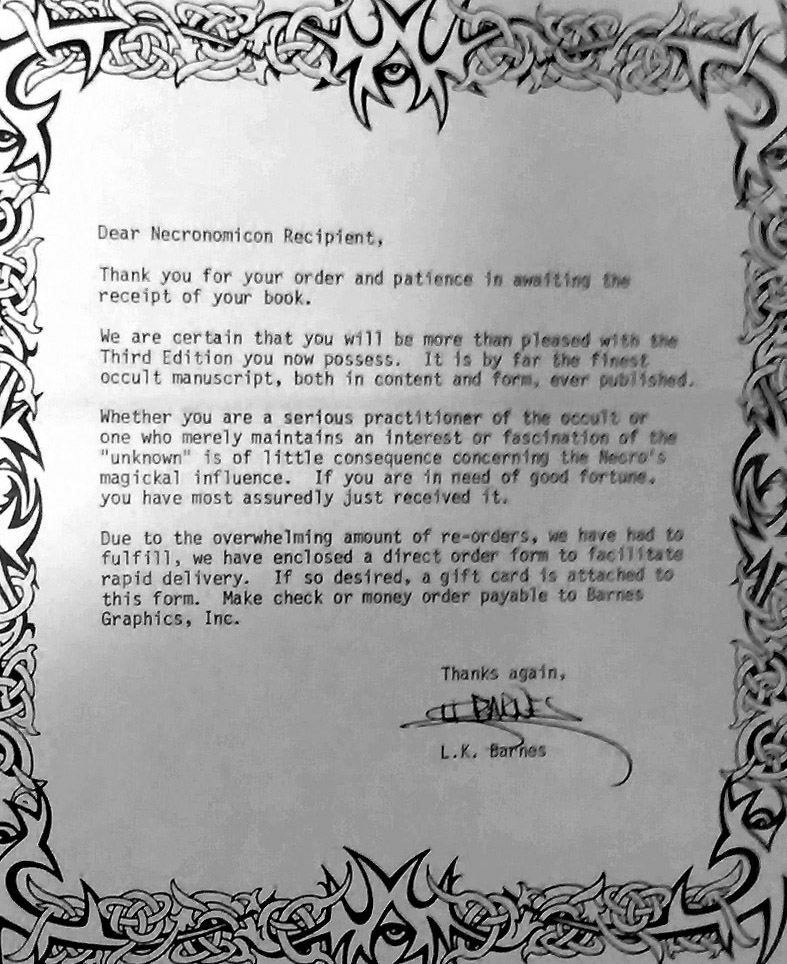 Dear Necronomicon Recipient,
Thank you for your order and patience in awaiting the
receipt of your book.
We are certain that you will be more than pleased with the
Third Edition you now possess.  It is by far the finest
occult manuscript, both in content and form, ever published.
Whether you are a serious practitioner of the occult or
one who merely maintains an interest or fascination of the
"unknown" is of little consequence concerning the Necro's
magickal influence.  If you are in need of good fortune,
you have most assuredly just received it.
Due to the overwhelming amount of re-orders, we have had to
fulfill, we have enclosed a direct order form to facilitate
rapid delivery.  If so desired, a gift card is attached to
this form.  Make check or money order payable to Barnes
Graphics, Inc.
Thanks again,
BARNES
L.K. Barnes